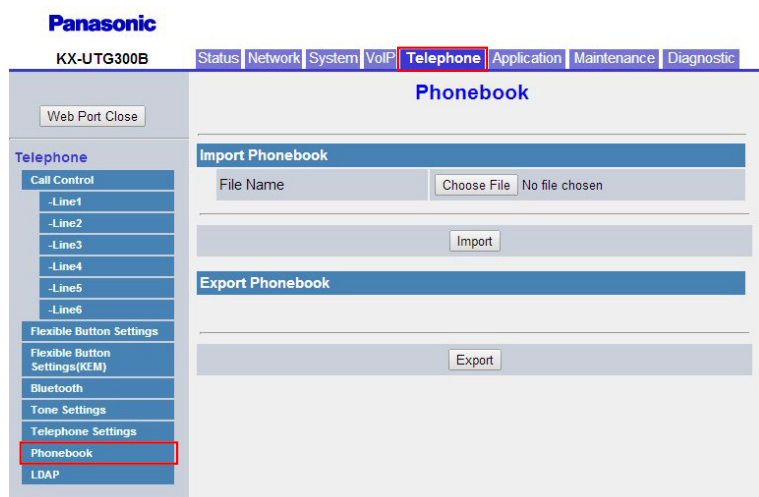 Panasonic
KX-UTG300B
Status Network System VoIP Telephone Application Maintenance Diagnostic
Web Port Close
Telephone
Call Control
-Line1
-Line2
-Line3
-Line4
-Line5
-Line6
Flexible Button Settings
Flexible Button
Settings(KEM)
Bluetooth
Tone Settings
Telephone Settings
Phonebook
LDAP
Phonebook
Import Phonebook
File Name Choose File No file chosen
Import
Export Phonebook
Export